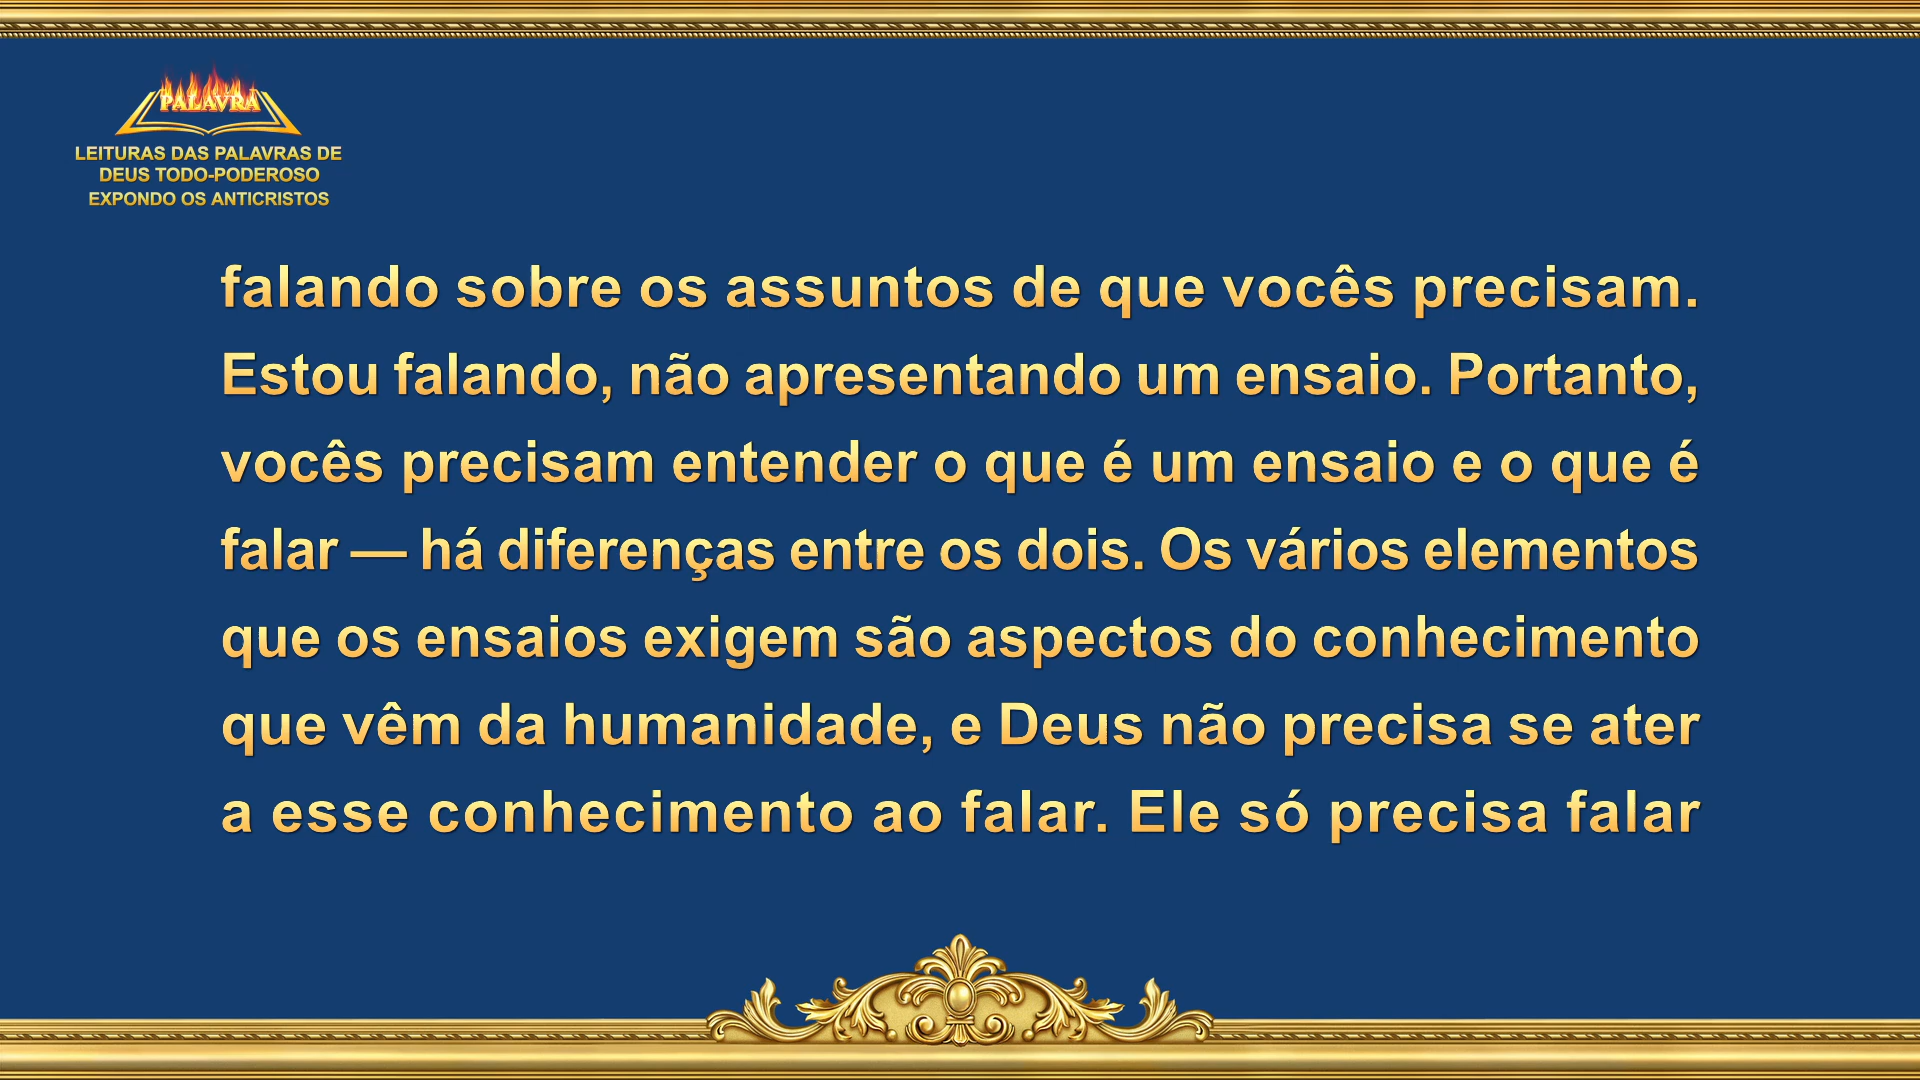 PALAVRA
LEITURAS DAS PALAVRAS DE
DEUS TODO-PODEROSO
EXPONDO OS ANTICRISTOS
falando sobre os assuntos de que vocês precisam.
Estou falando, não apresentando um ensaio. Portanto,
vocês precisam entender o que é um ensaio e o que é
falar — há diferenças entre os dois. Os vários elementos
que os ensaios exigem são aspectos do conhecimento
que vêm da humanidade, e Deus não precisa se ater
a esse conhecimento ao falar. Ele só precisa falar